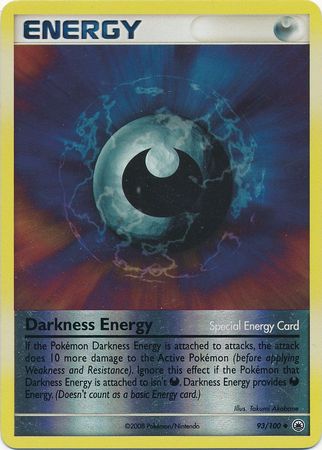 ENERGY
Darkness Energy Special Energy Card
If the Pokémon Darkness Energy is attached to attacks, the attack
does 10 more damage to the Active Pokémon (before applying
Weakness and Resistance). Ignore this effect if the Pokémon that
Darkness Energy is attached to isn't . Darkness Energy provides 
Energy. (Doesn't count as a basic Energy card.)
Illus. Takumi Akabane
©2008 Pokémon/Nintendo 93/100